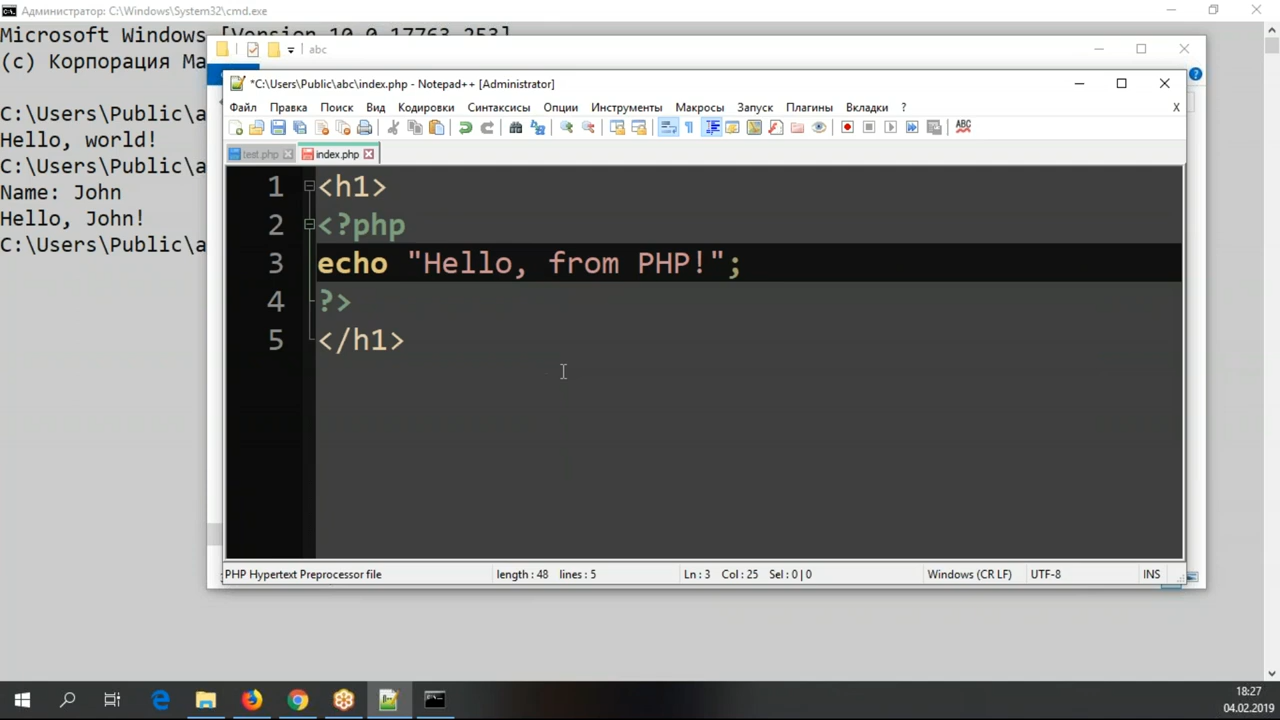 Администратор: C:\Windows\System32\cmd.exe
Microsoft Windows [Version 10.0.17763.253]
(c) Корпорация Ма
C:\Users\Public\a
Hello, world!
C:\Users\Public\a
Name: John
Hello, John!
C:\Users\Public\a
abc
*C:\Users\Public\abc\index.php - Notepad++ [Administrator]
Файл Правка Поиск Вид Кодировки Синтаксисы Опции Инструменты Макросы Запуск Плагины Вкладки ? X
ABC
test.php index.php
1 <h1>
2 <?php
3 echo "Hello, from PHP!";
4 ?>
5 </h1>
PHP Hypertext Preprocessor file length : 48 lines : 5 Ln : 3 Col : 25 Sel : 0 | 0 Windows (CR LF) UTF-8 INS
18:27
04.02.2019